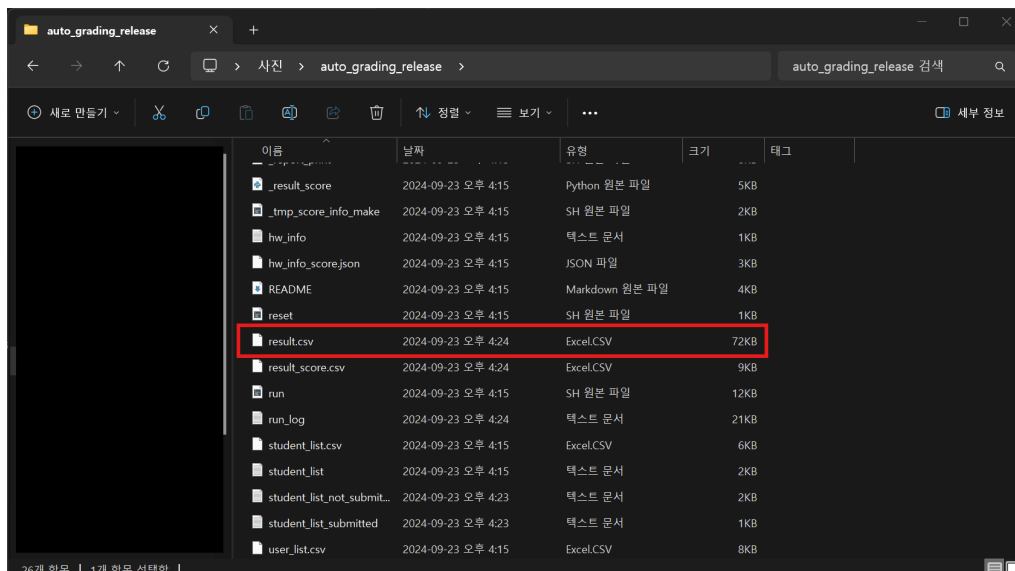 auto_grading_release
사진 > auto_grading_release >
auto_grading_release 검색
새로 만들기
정렬
보기
세부 정보
이름 날짜 유형 크기 태그
_result_score 2024-09-23 오후 4:15 Python 원본 파일 5KB
_tmp_score_info_make 2024-09-23 오후 4:15 SH 원본 파일 2KB
hw_info 2024-09-23 오후 4:15 텍스트 문서 1KB
hw_info_score.json 2024-09-23 오후 4:15 JSON 파일 3KB
README 2024-09-23 오후 4:15 Markdown 원본 파일 4KB
reset 2024-09-23 오후 4:15 SH 원본 파일 1KB
result.csv 2024-09-23 오후 4:24 Excel.CSV 72KB
result_score.csv 2024-09-23 오후 4:24 Excel.CSV 9KB
run 2024-09-23 오후 4:15 SH 원본 파일 12KB
run_log 2024-09-23 오후 4:24 텍스트 문서 21KB
student_list.csv 2024-09-23 오후 4:15 Excel.CSV 6KB
student_list 2024-09-23 오후 4:15 텍스트 문서 2KB
student_list_not_submit... 2024-09-23 오후 4:23 텍스트 문서 2KB
student_list_submitted 2024-09-23 오후 4:23 텍스트 문서 1KB
user_list.csv 2024-09-23 오후 4:15 Excel.CSV 8KB
26개 항목 | 1개 항목 선택함 |